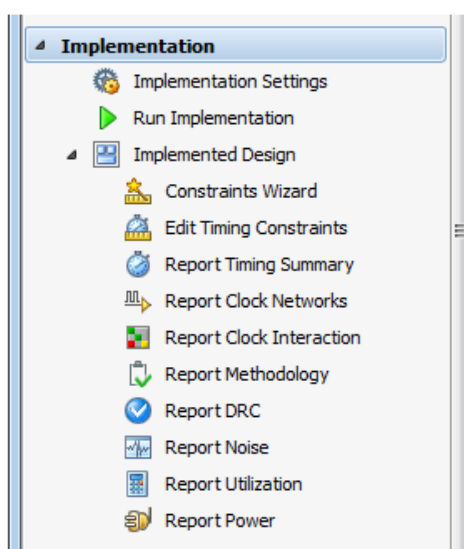 Implementation
Implementation Settings
Run Implementation
Implemented Design
Constraints Wizard
Edit Timing Constraints
Report Timing Summary
Report Clock Networks
Report Clock Interaction
Report Methodology
Report DRC
Report Noise
Report Utilization
Report Power